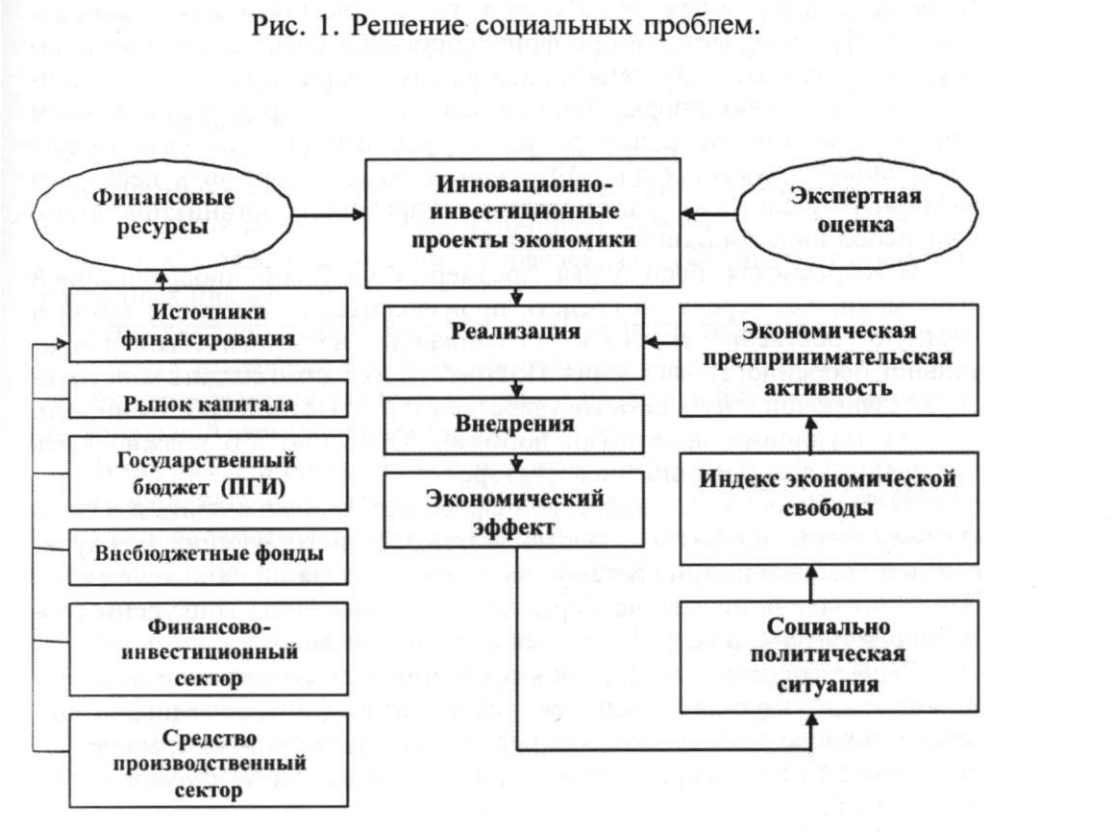 Рис. 1. Решение социальных проблем.
Финансовые
ресурсы
Инновационно-
инвестиционные
проекты экономики
Экспертная
оценка
Источники
финансирования
Рынок капитала
Государственный
бюджет (ПГИ)
Внсбюджетные фонды
Финансово-
инвестиционный
сектор
Средство
производственный
сектор
Реализация
Внедрения
Экономический
эффект
Экономическая
предпринимательская
активность
Индекс экономической
свободы
Социально
политическая
ситуация